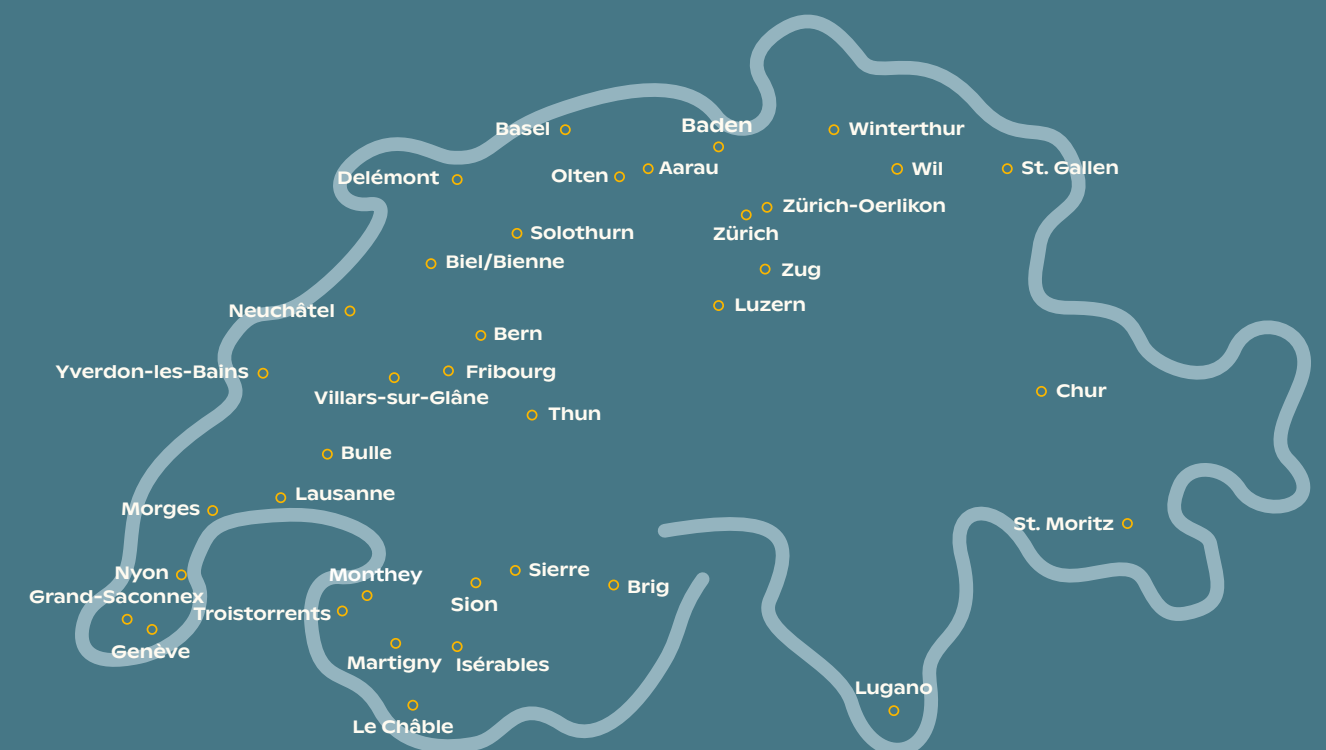 Baden
Basel
Winterthur
Olten
Aarau
Wil
St. Gallen
Delémont
Zürich-Oerlikon
Solothurn
Zürich
Biel/Bienne
Zug
Neuchâtel
Luzern
Bern
Yverdon-les-Bains
Fribourg
Villars-sur-Glâne
Chur
Thun
Bulle
Lausanne
Morges
St. Moritz
Nyon
Monthey
Sierre
Brig
Grand-Saconnex
Sion
Troistorrents
Genève
Martigny
Isérables
Lugano
Le Châble